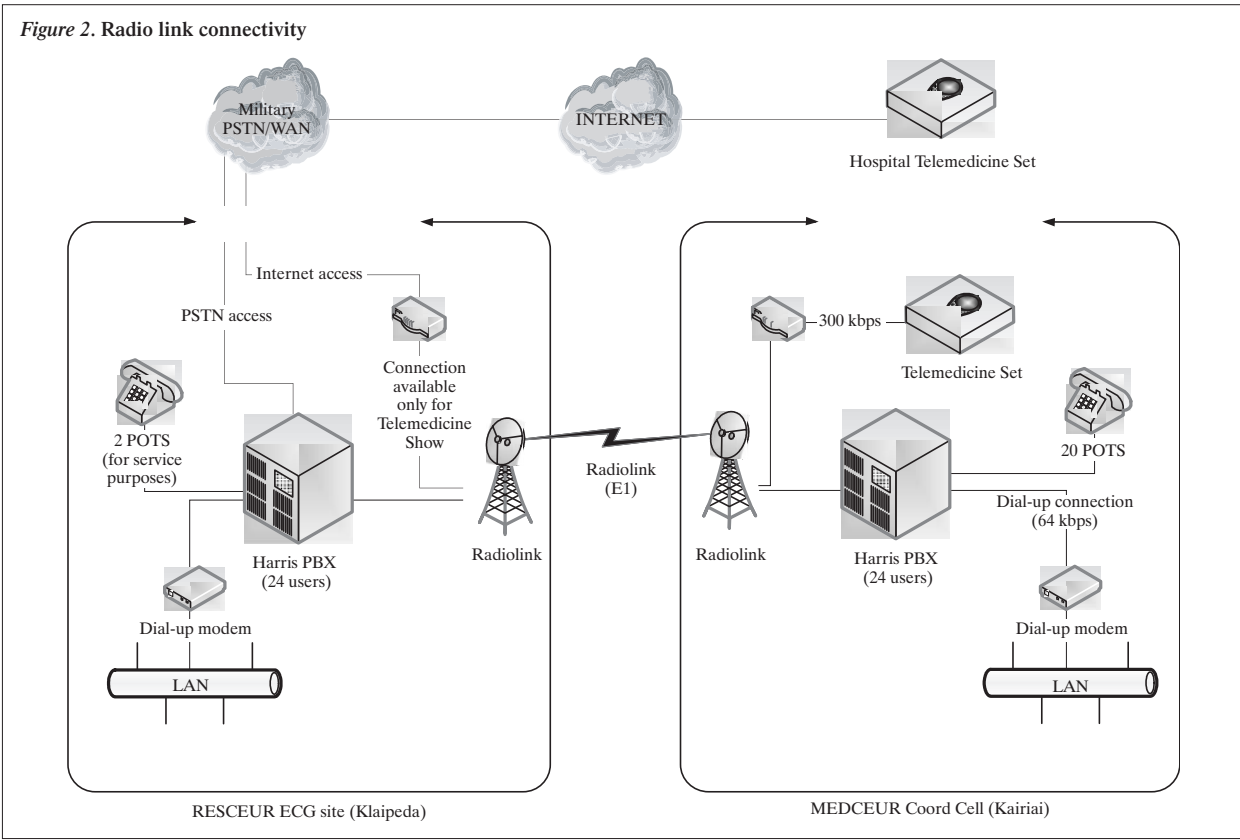 Figure 2. Radio link connectivity
Military
PSTN/WAN
INTERNET
Hospital Telemedicine Set
Internet access
PSTN access
Connection
available
only for
Telemedicine
Show
2 POTS
(for service
purposes)
Harris PBX
(24 users)
Radiolink
Dial-up modem
LAN
RESCEUR ECG site (Klaipeda)
Radiolink
(E1)
300 kbps
Telemedicine Set
20 POTS
Dial-up connection
(64 kbps)
Radiolink
Harris PBX
(24 users)
Dial-up modem
LAN
MEDCEUR Coord Cell (Kairiai)